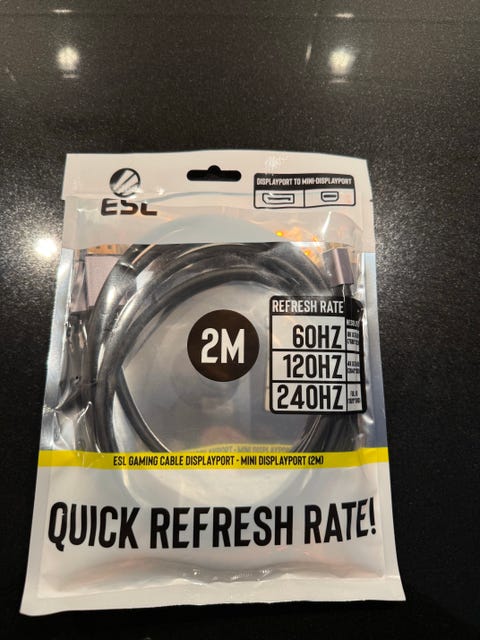 ESL
DISPLAYPORT TO MINI-DISPLAYPORT
REFRESH RATE
60HZ
120HZ
240HZ
2M
ESL GAMING CABLE DISPLAYPORT - MINI DISPLAYPORT (2M)
QUICK REFRESH RATE!